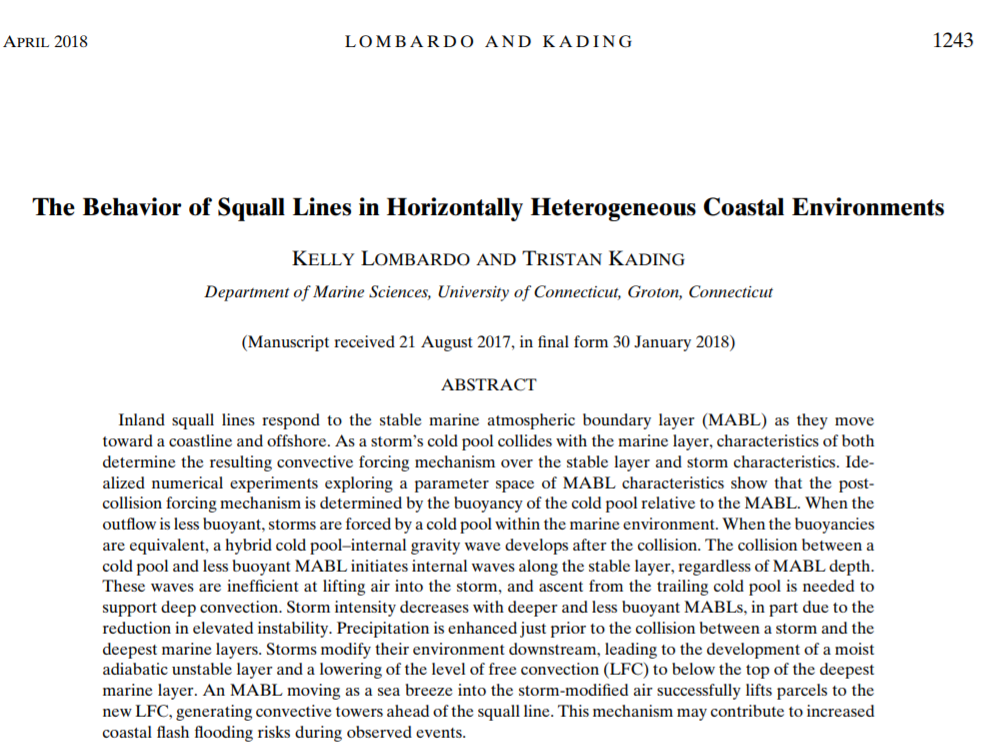 APRIL 2018 LOMBARDO AND KADING 1243
The Behavior of Squall Lines in Horizontally Heterogeneous Coastal Environments
KELLY LOMBARDO AND TRISTAN KADING
Department of Marine Sciences, University of Connecticut, Groton, Connecticut
(Manuscript received 21 August 2017, in final form 30 January 2018)
ABSTRACT
Inland squall lines respond to the stable marine atmospheric boundary layer (MABL) as they move
toward a coastline and offshore. As a storm's cold pool collides with the marine layer, characteristics of both
determine the resulting convective forcing mechanism over the stable layer and storm characteristics. Ide-
alized numerical experiments exploring a parameter space of MABL characteristics show that the post-
collision forcing mechanism is determined by the buoyancy of the cold pool relative to the MABL. When the
outflow is less buoyant, storms are forced by a cold pool within the marine environment. When the buoyancies
are equivalent, a hybrid cold pool–internal gravity wave develops after the collision. The collision between a
cold pool and less buoyant MABL initiates internal waves along the stable layer, regardless of MABL depth.
These waves are inefficient at lifting air into the storm, and ascent from the trailing cold pool is needed to
support deep convection. Storm intensity decreases with deeper and less buoyant MABLs, in part due to the
reduction in elevated instability. Precipitation is enhanced just prior to the collision between a storm and the
deepest marine layers. Storms modify their environment downstream, leading to the development of a moist
adiabatic unstable layer and a lowering of the level of free convection (LFC) to below the top of the deepest
marine layer. An MABL moving as a sea breeze into the storm-modified air successfully lifts parcels to the
new LFC, generating convective towers ahead of the squall line. This mechanism may contribute to increased
coastal flash flooding risks during observed events.